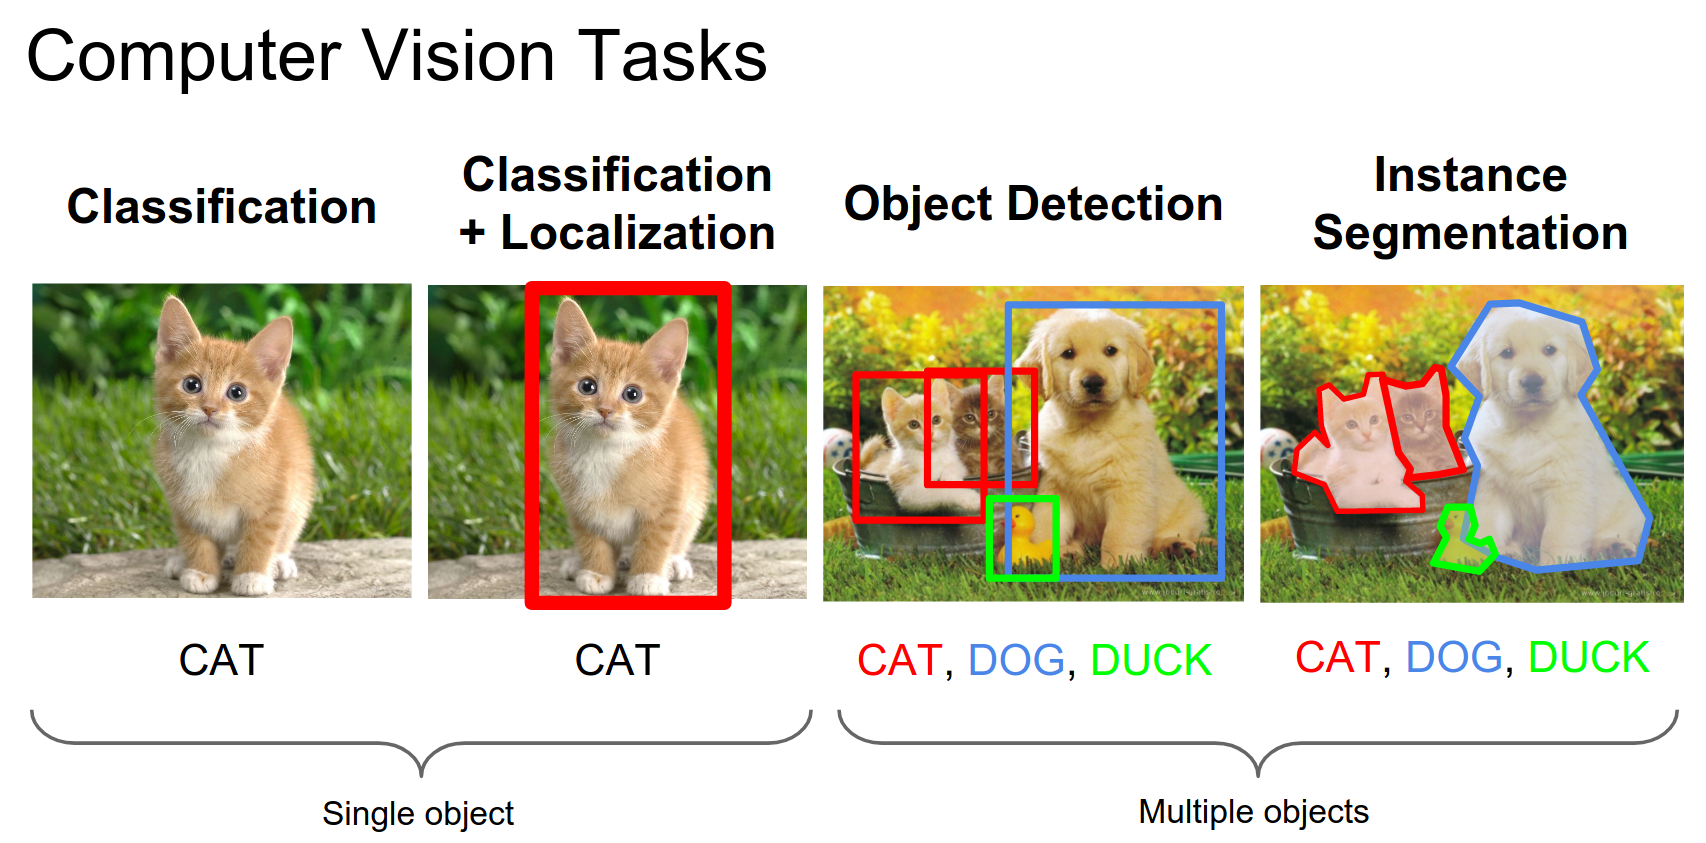 Computer Vision Tasks
Classification
Classification
+ Localization
Object Detection
Instance
Segmentation
CAT
CAT
CAT, DOG, DUCK
CAT, DOG, DUCK
Single object
Multiple objects